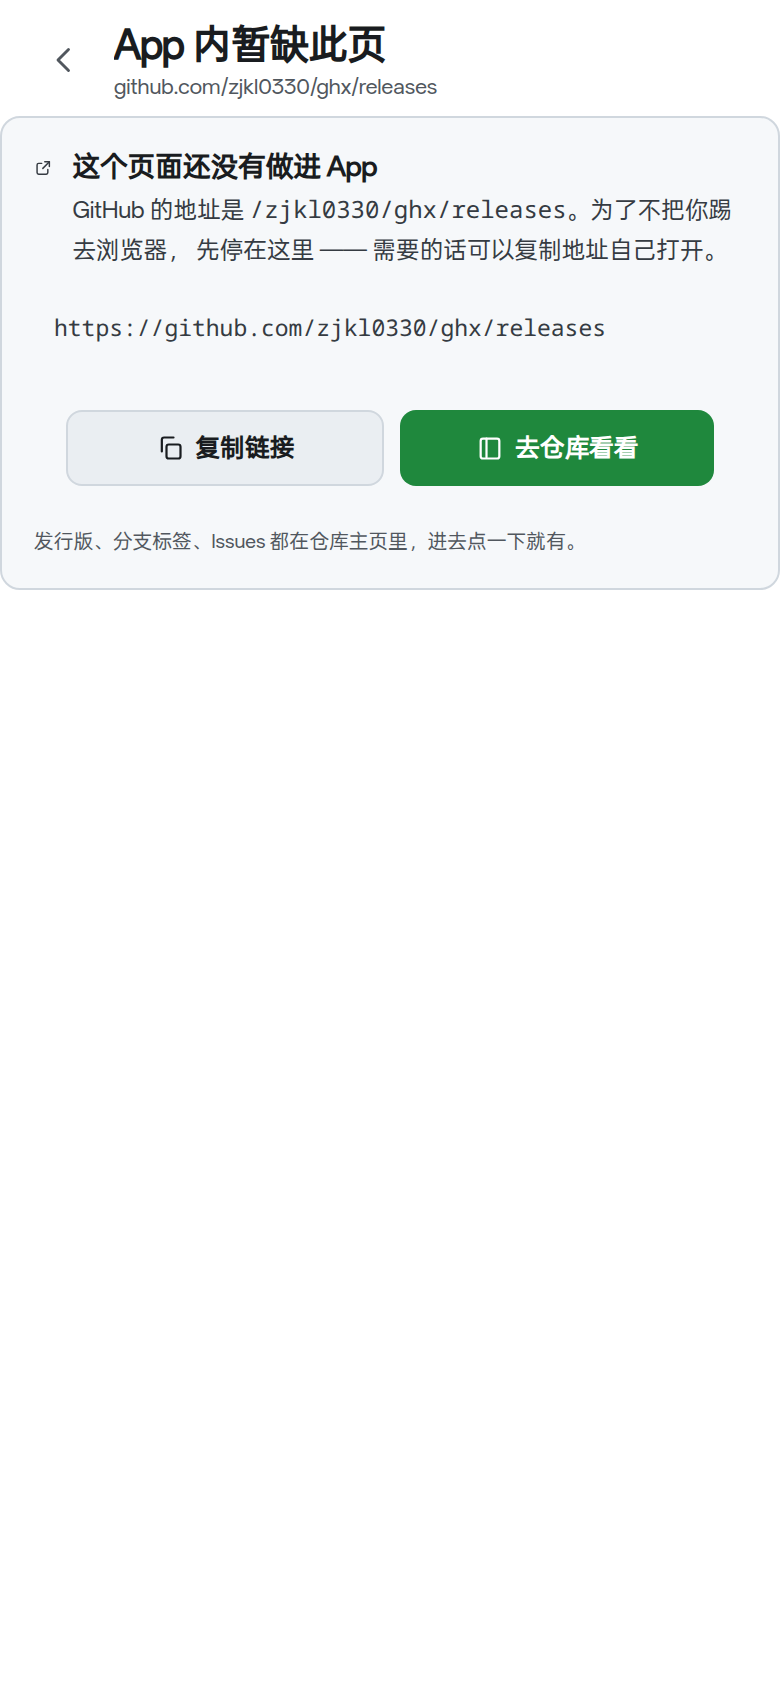 App 内暂缺此页
github.com/zjkl0330/ghx/releases
这个页面还没有做进 App
GitHub 的地址是 /zjkl0330/ghx/releases。为了不把你踢
去浏览器， 先停在这里 —— 需要的话可以复制地址自己打开。
https://github.com/zjkl0330/ghx/releases
复制链接
去仓库看看
发行版、分支标签、Issues 都在仓库主页里，进去点一下就有。